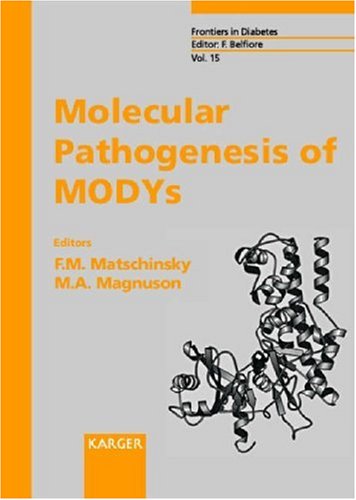 Frontiers in Diabetes
Editor: F. Belfiore
Vol. 15
Molecular
Pathogenesis of
MODYs
Editors
F.M. Matschinsky
M.A. Magnuson
KARGER